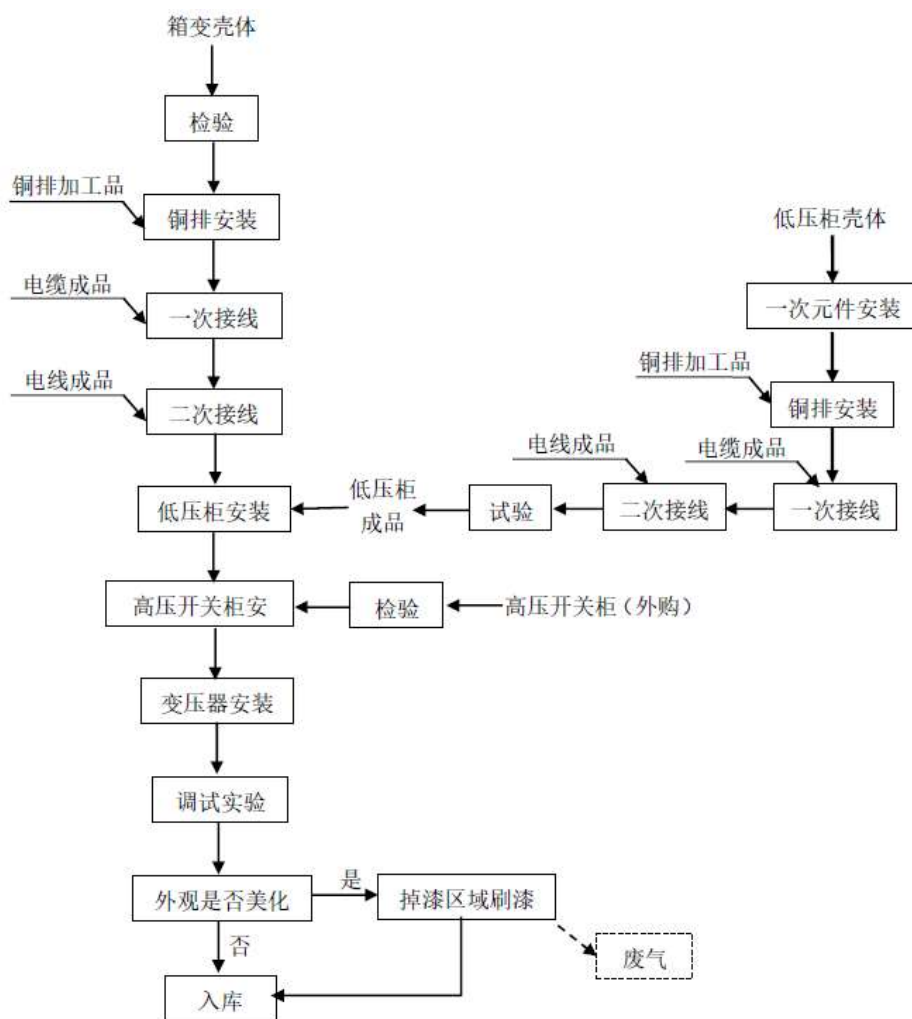 箱变壳体
检验
铜排加工品
铜排安装
低压柜壳体
电缆成品
一次接线
一次元件安装
铜排加工品
电线成品
二次接线
铜排安装
电线成品
电缆成品
低压柜安装
低压柜
成品
试验
二次接线
一次接线
高压开关柜安
检验
高压开关柜（外购）
变压器安装
调试实验
外观是否美化
是
掉漆区域刷漆
否
废气
入库